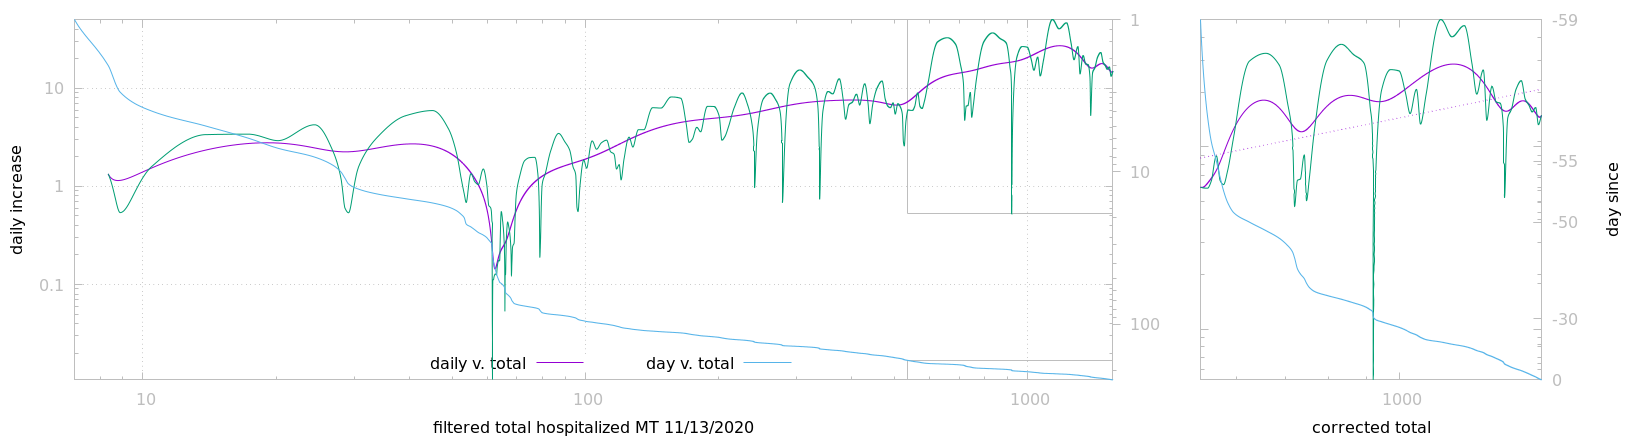 daily increase
10
1
0.1
1
10
100
10
100
1000
daily v. total
day v. total
filtered total hospitalized MT 11/13/2020
-59
-55
-50
-30
0
day since
1000
corrected total